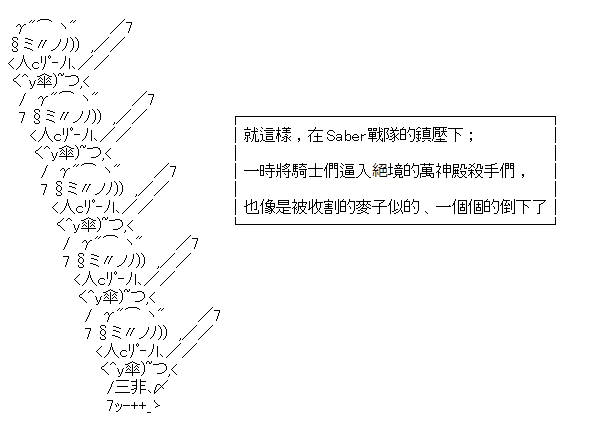 就這樣，在Saber戰隊的鎮壓下；
一時將騎士們逼入絕境的萬神殿殺手們，
也像是被收割的麥子似的、一個個的倒下了